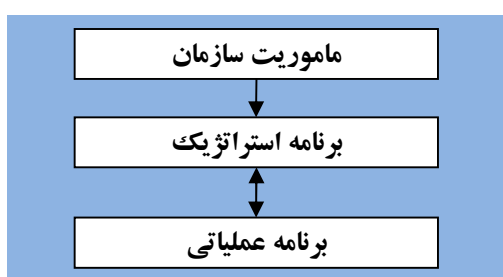 ماموریت سازمان
برنامه استراتژیک
برنامه عملیاتی